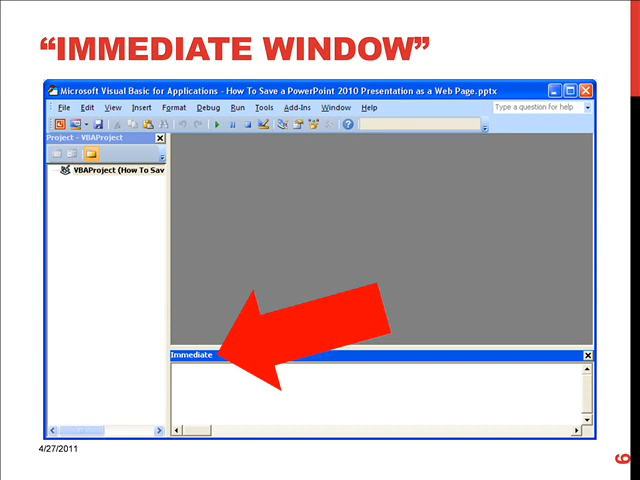 “IMMEDIATE WINDOW”
Microsoft Visual Basic for Applications - How To Save a PowerPoint 2010 Presentation as a Web Page.pptx
File Edit View Insert Format Debug Run Tools Add-Ins Window Help
Type a question for help
Project - VBAProject
VBAProject (How To Sav
Immediate
4/27/2011
9